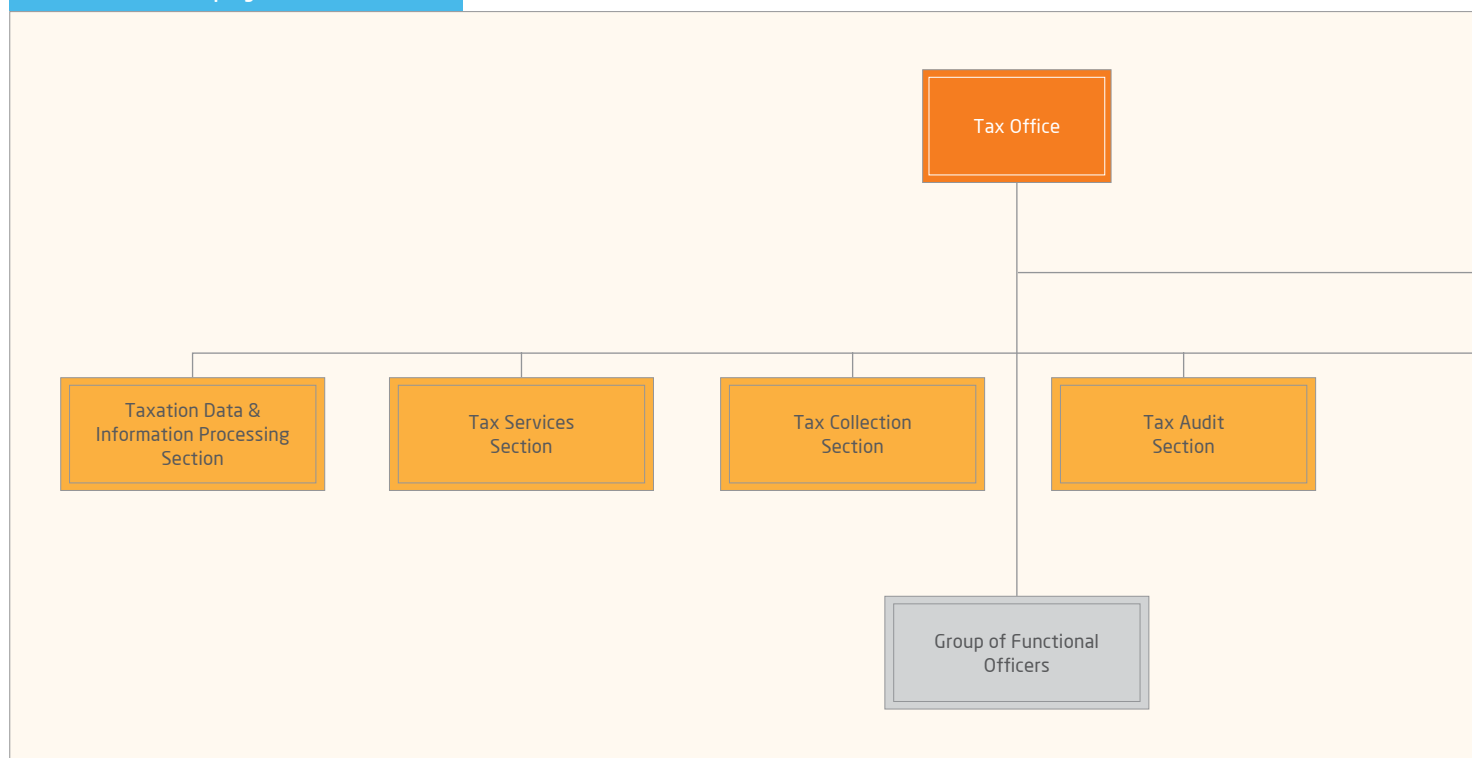 Tax Office
Taxation Data &
Information Processing
Section
Tax Services
Section
Tax Collection
Section
Tax Audit
Section
Group of Functional
Officers